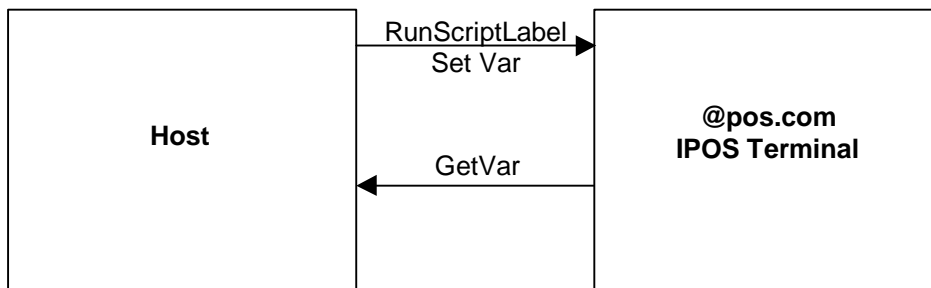 RunScriptLabel
Set Var
Host
@pos.com
IPOS Terminal
GetVar